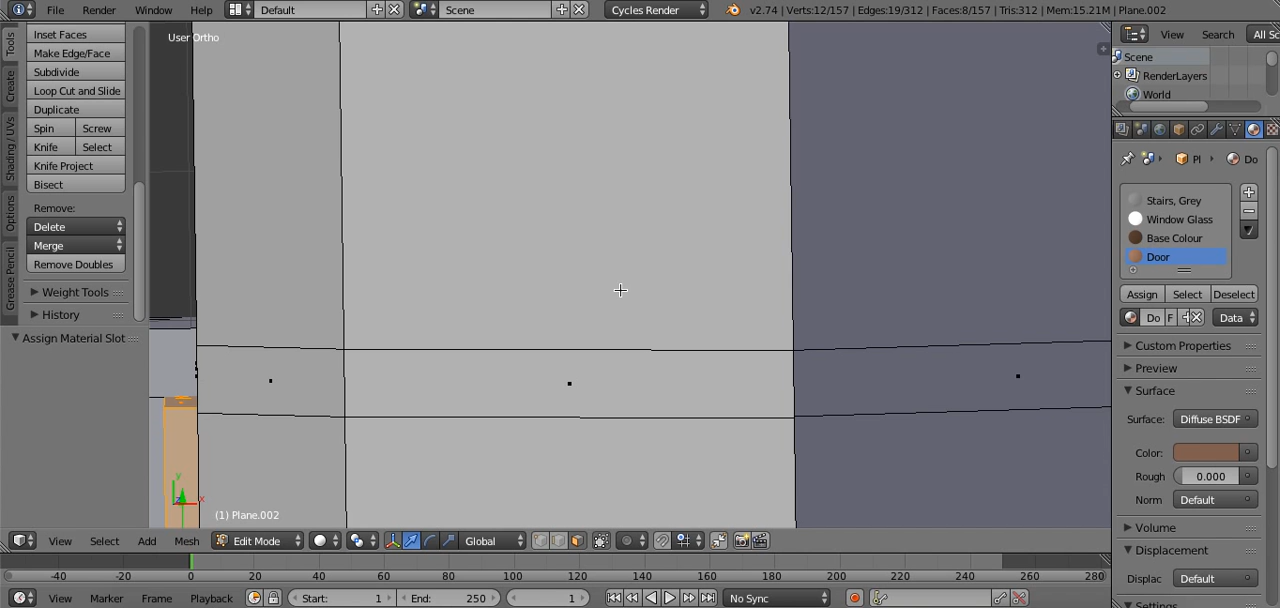 File Render Window Help Default Scene Cycles Render v2.74 | Verts:12/157 | Edges:19/312 | Faces:8/157 | Tris:312 | Mem:15.21M | Plane.002
Tools
Create
Shading / UVs
Options
Grease Pencil
Inset Faces
Make Edge/Face
Subdivide
Loop Cut and Slide
Duplicate
Spin Screw
Knife Select
Knife Project
Bisect
Remove:
Delete
Merge
Remove Doubles
Weight Tools
History
Assign Material Slot
User Ortho
y
z x
(1) Plane.002
View Search All Sc
Scene
RenderLayers
World
Pl Do
Stairs, Grey
Window Glass
Base Colour
Door
Assign Select Deselect
Do F Data
Custom Properties
Preview
Surface
Surface: Diffuse BSDF
Color:
Rough 0.000
Norm Default
Volume
Displacement
Displac Default
Settings
View Select Add Mesh Edit Mode Global
-40 -20 0 20 40 60 80 100 120 140 160 180 200 220 240 260 280
View Marker Frame Playback Start: 1 End: 250 1 No Sync